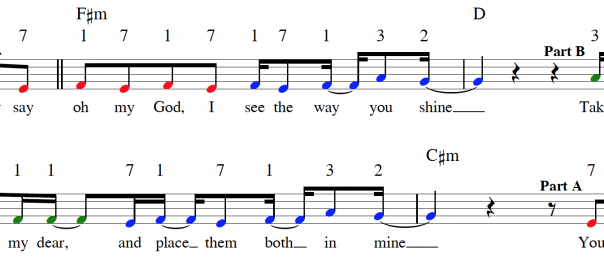 F♯m D
7 1 7 1 7 1 7 1 3 2 3
Part B
say oh my God, I see the way you shine Tak
C♯m
1 1 7 1 7 1 3 2 7
Part A
my dear, and place them both in mine You